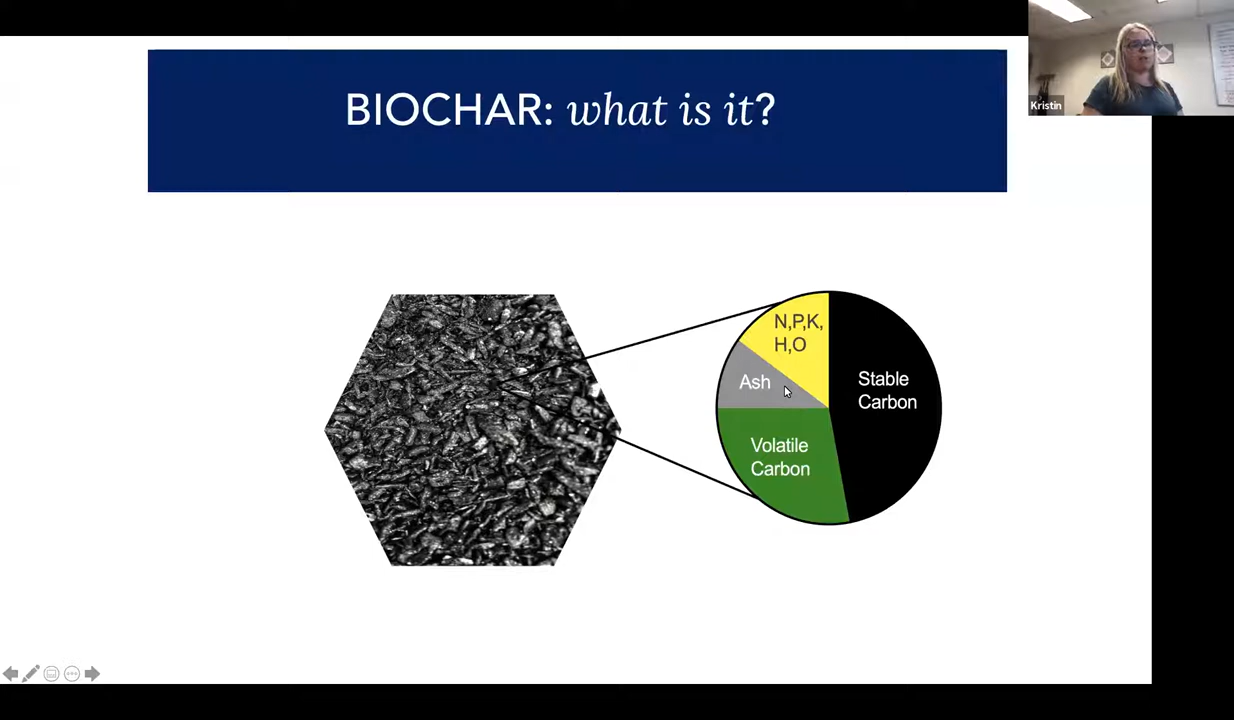 BIOCHAR: what is it?
Kristin
N,P,K,
H,O
Ash
Stable
Carbon
Volatile
Carbon